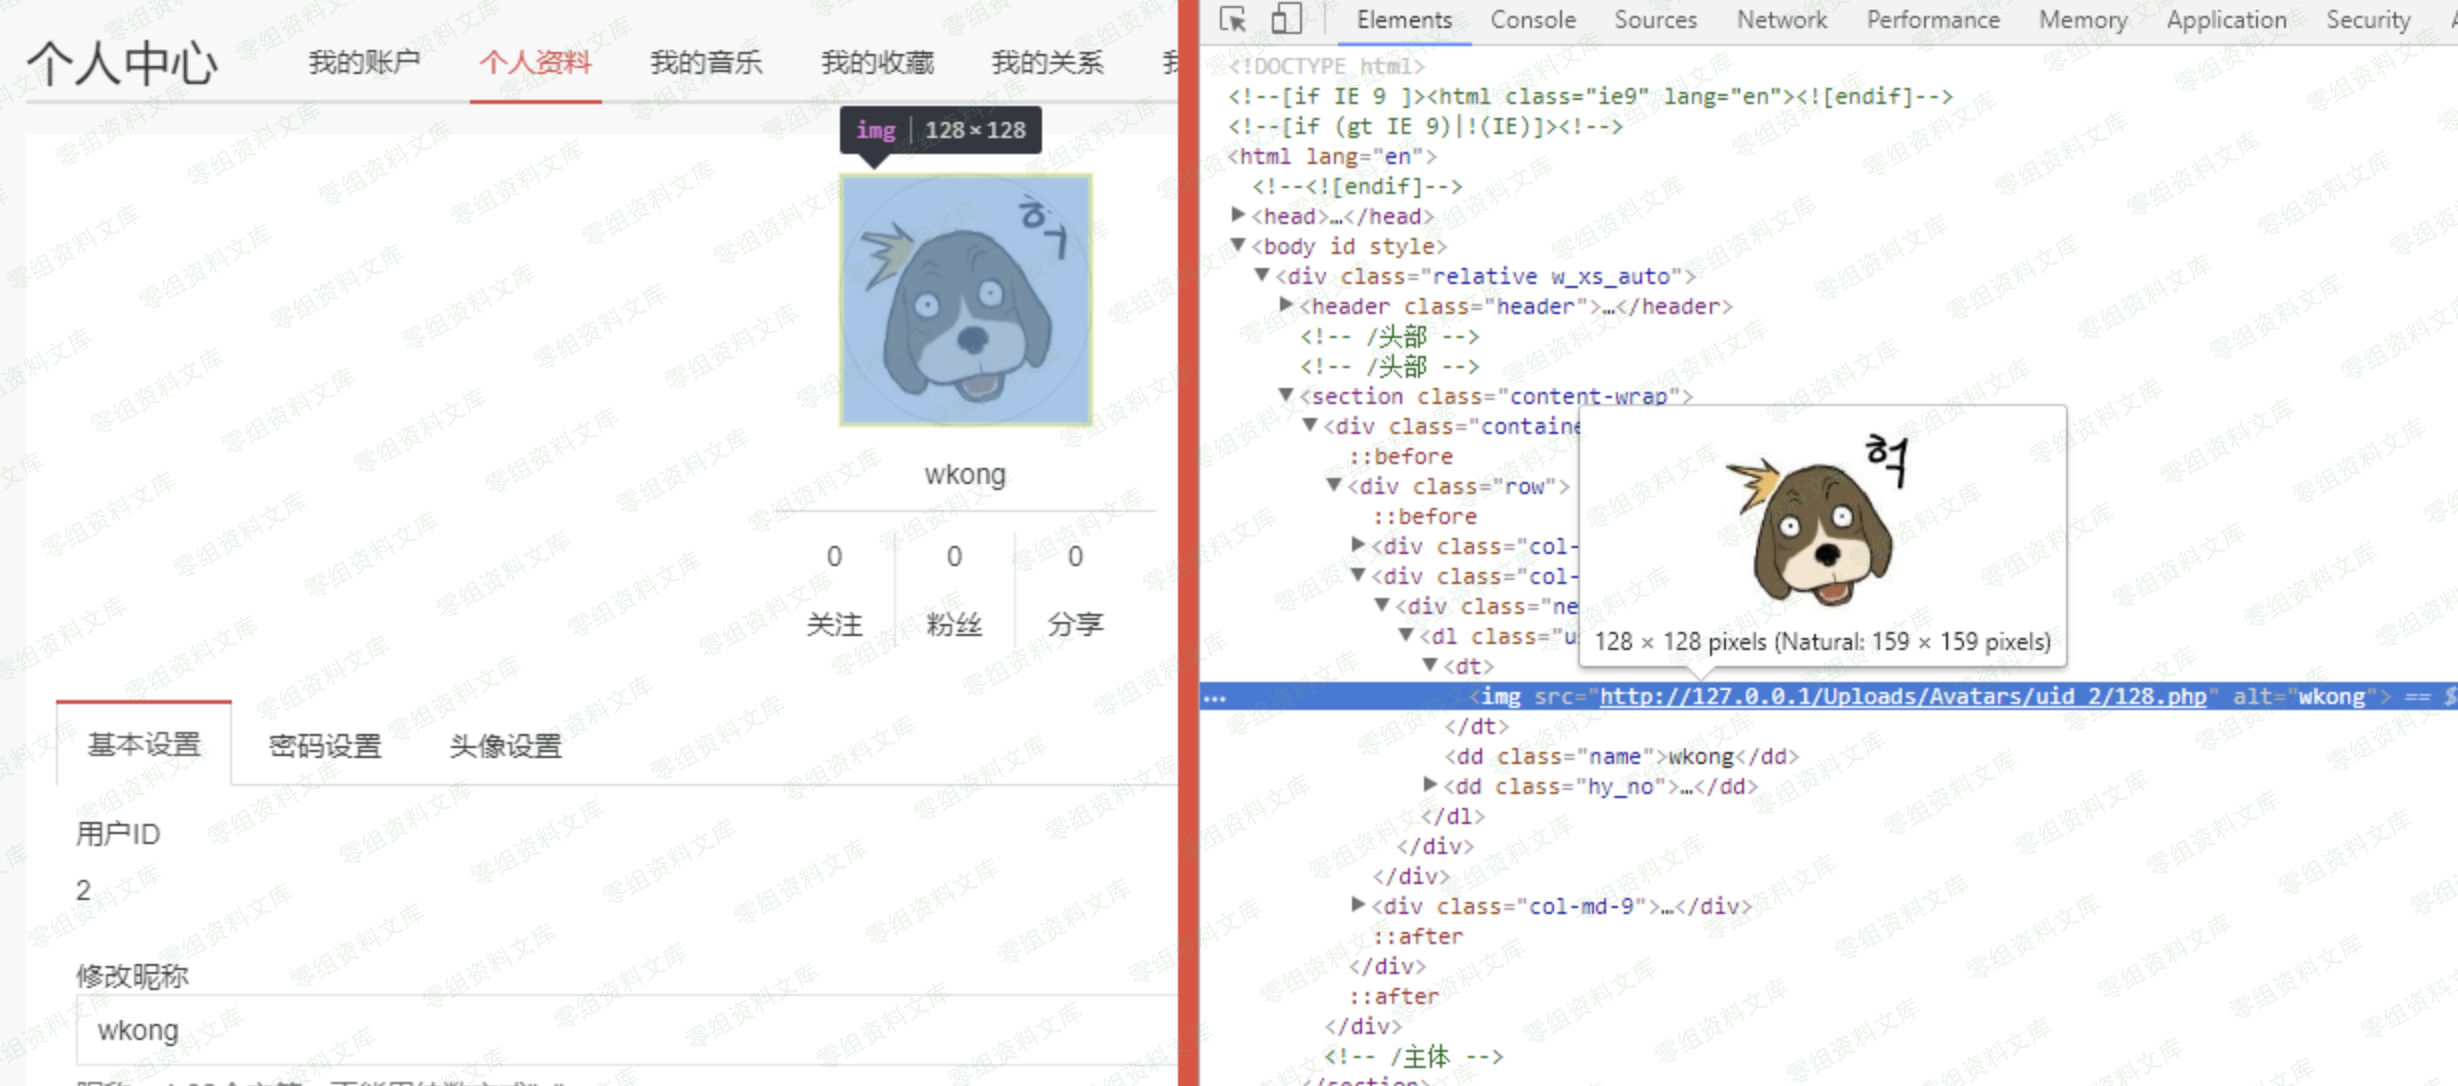 个人中心 我的账户 个人资料 我的音乐 我的收藏 我的关系
img 128×128
헉
wkong
0 0 0
关注 粉丝 分享
基本设置 密码设置 头像设置
用户ID
2
修改昵称
wkong
Elements Console Sources Network Performance Memory Application Security
<!DOCTYPE html>
<!--[if IE 9 ]><html class="ie9" lang="en"><![endif]-->
<!--[if (gt IE 9)|!(IE)]><!-->
<html lang="en">
<!--<![endif]-->
<head>…</head>
<body id style>
<div class="relative w_xs_auto">
<header class="header">…</header>
<!-- /头部 -->
<!-- /头部 -->
<section class="content-wrap">
<div class="containe
::before
<div class="row">
::before
<div class="col-
<div class="col-
<div class="ne
<dl class="u
<dt>
헉
128 × 128 pixels (Natural: 159 × 159 pixels)
… <img src="http://127.0.0.1/Uploads/Avatars/uid_2/128.php" alt="wkong"> == $
</dt>
<dd class="name">wkong</dd>
<dd class="hy_no">…</dd>
</dl>
</div>
</div>
<div class="col-md-9">…</div>
::after
</div>
::after
</div>
<!-- /主体 -->
</section>
零组资料文库